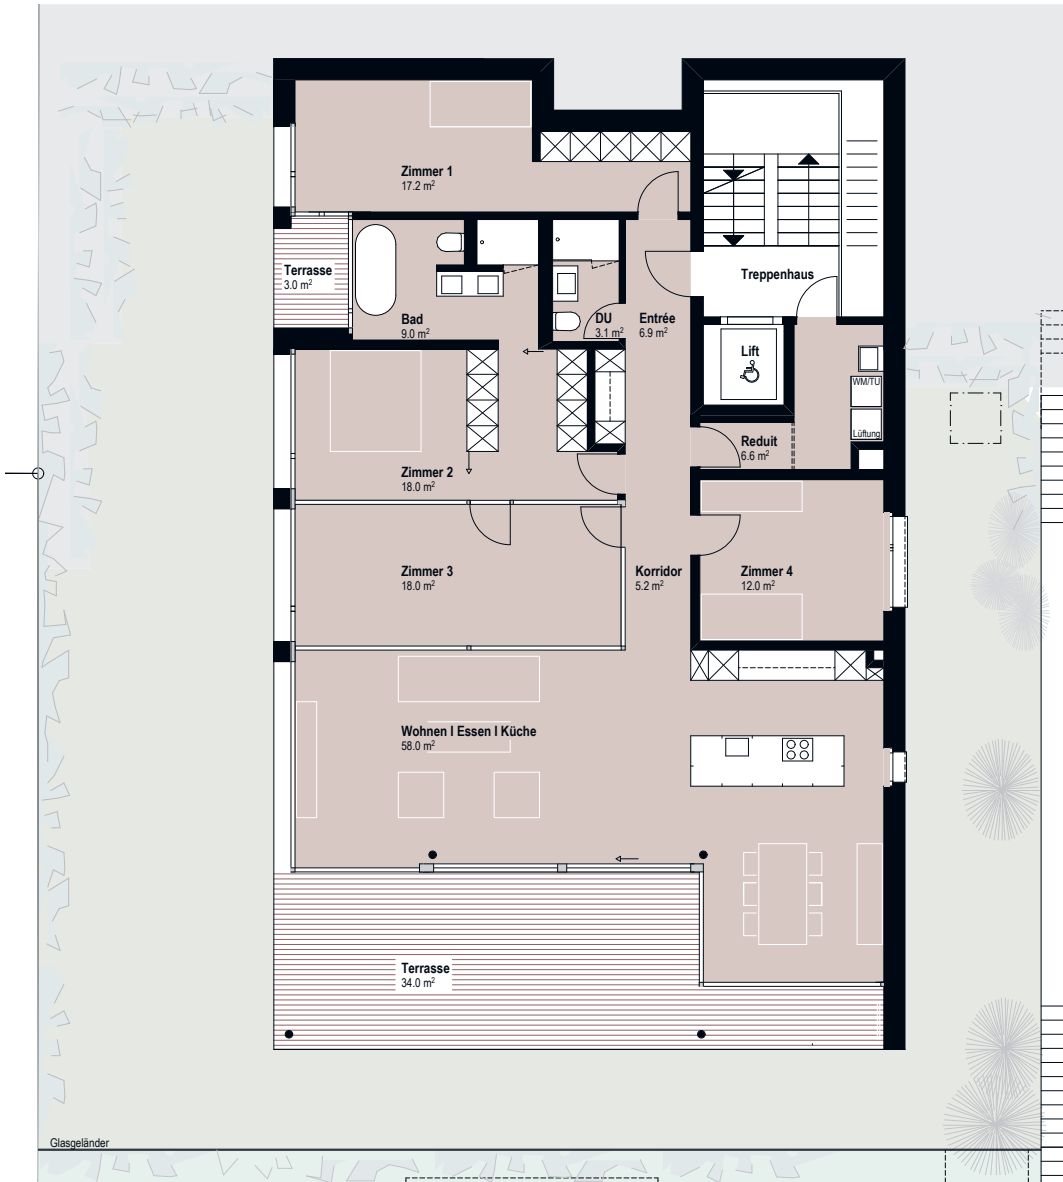 Zimmer 1
17.2 m²
Terrasse
3.0 m²
Treppenhaus
Bad
9.0 m²
DU
3.1 m²
Entrée
6.9 m²
Lift
WM/TU
Lüftung
Reduit
6.6 m²
Zimmer 2
18.0 m²
Zimmer 3
18.0 m²
Korridor
5.2 m²
Zimmer 4
12.0 m²
Wohnen I Essen I Küche
58.0 m²
Terrasse
34.0 m²
Glasgeländer